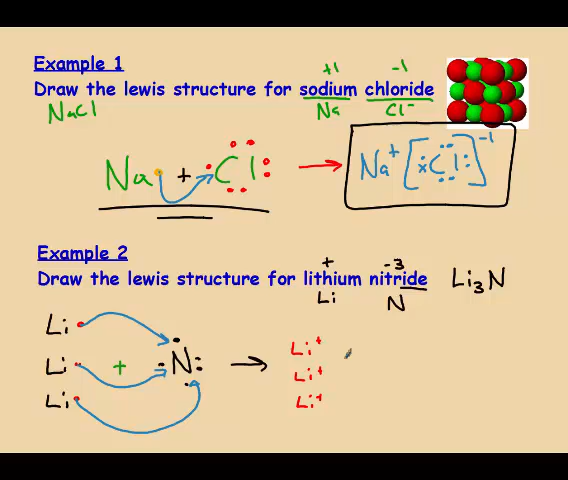 Example 1
+1 -1
Draw the lewis structure for sodium chloride
NaCl Na Cl⁻
Na + Cl → Na⁺ [Cl]⁻¹
Example 2
+ -3
Draw the lewis structure for lithium nitride Li₃N
Li N
Li
Li + N → Li⁺
Li⁺
Li Li⁺